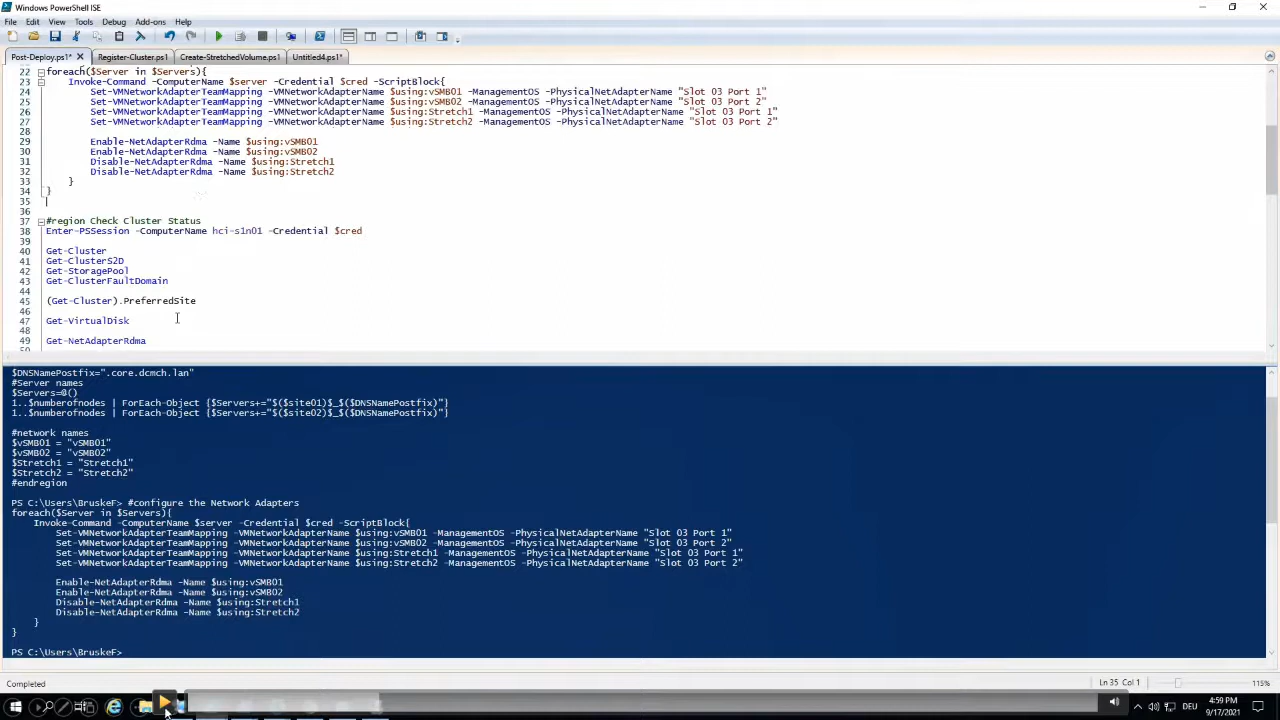 Windows PowerShell ISE
File Edit View Tools Debug Add-ons Help
Post-Deploy.ps1* Register-Cluster.ps1 Create-StretchedVolume.ps1 Untitled4.ps1*
22 foreach($Server in $Servers){
23 Invoke-Command -ComputerName $server -Credential $cred -ScriptBlock{
24 Set-VMNetworkAdapterTeamMapping -VMNetworkAdapterName $using:vSMB01 -ManagementOS -PhysicalNetAdapterName "Slot 03 Port 1"
25 Set-VMNetworkAdapterTeamMapping -VMNetworkAdapterName $using:vSMB02 -ManagementOS -PhysicalNetAdapterName "Slot 03 Port 2"
26 Set-VMNetworkAdapterTeamMapping -VMNetworkAdapterName $using:Stretch1 -ManagementOS -PhysicalNetAdapterName "Slot 03 Port 1"
27 Set-VMNetworkAdapterTeamMapping -VMNetworkAdapterName $using:Stretch2 -ManagementOS -PhysicalNetAdapterName "Slot 03 Port 2"
28
29 Enable-NetAdapterRdma -Name $using:vSMB01
30 Enable-NetAdapterRdma -Name $using:vSMB02
31 Disable-NetAdapterRdma -Name $using:Stretch1
32 Disable-NetAdapterRdma -Name $using:Stretch2
33 }
34 }
35
36
37 #region Check Cluster Status
38 Enter-PSSession -ComputerName hci-s1n01 -Credential $cred
39
40 Get-Cluster
41 Get-ClusterS2D
42 Get-StoragePool
43 Get-ClusterFaultDomain
44
45 (Get-Cluster).PreferredSite
46
47 Get-VirtualDisk
48
49 Get-NetAdapterRdma
50
$DNSNamePostfix=".core.dcmch.lan"
#Server names
$Servers=@()
1..$numberofnodes | ForEach-Object {$Servers+="$($site01)$_$($DNSNamePostfix)"}
1..$numberofnodes | ForEach-Object {$Servers+="$($site02)$_$($DNSNamePostfix)"}
#network names
$vSMB01 = "vSMB01"
$vSMB02 = "vSMB02"
$Stretch1 = "Stretch1"
$Stretch2 = "Stretch2"
#endregion
PS C:\Users\BruskeF> #configure the Network Adapters
foreach($Server in $Servers){
Invoke-Command -ComputerName $server -Credential $cred -ScriptBlock{
Set-VMNetworkAdapterTeamMapping -VMNetworkAdapterName $using:vSMB01 -ManagementOS -PhysicalNetAdapterName "Slot 03 Port 1"
Set-VMNetworkAdapterTeamMapping -VMNetworkAdapterName $using:vSMB02 -ManagementOS -PhysicalNetAdapterName "Slot 03 Port 2"
Set-VMNetworkAdapterTeamMapping -VMNetworkAdapterName $using:Stretch1 -ManagementOS -PhysicalNetAdapterName "Slot 03 Port 1"
Set-VMNetworkAdapterTeamMapping -VMNetworkAdapterName $using:Stretch2 -ManagementOS -PhysicalNetAdapterName "Slot 03 Port 2"
Enable-NetAdapterRdma -Name $using:vSMB01
Enable-NetAdapterRdma -Name $using:vSMB02
Disable-NetAdapterRdma -Name $using:Stretch1
Disable-NetAdapterRdma -Name $using:Stretch2
}
}
PS C:\Users\BruskeF>
Completed Ln 35 Col 1 115%
DEU 4:59 PM
9/17/2021